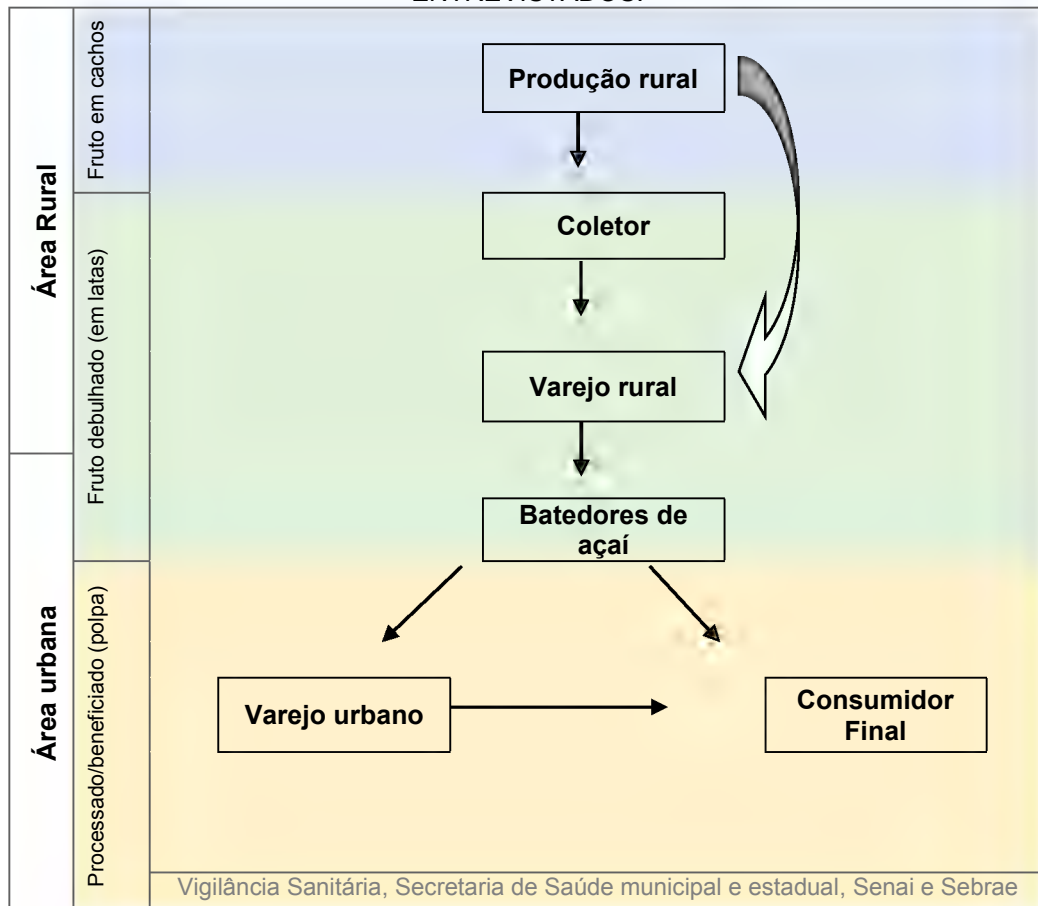 ENTREVISTADOS.
Área Rural
Fruto em cachos
Produção rural
Fruto debulhado (em latas)
Coletor
Varejo rural
Batedores de
açaí
Área urbana
Processado/beneficiado (polpa)
Varejo urbano
Consumidor
Final
Vigilância Sanitária, Secretaria de Saúde municipal e estadual, Senai e Sebrae